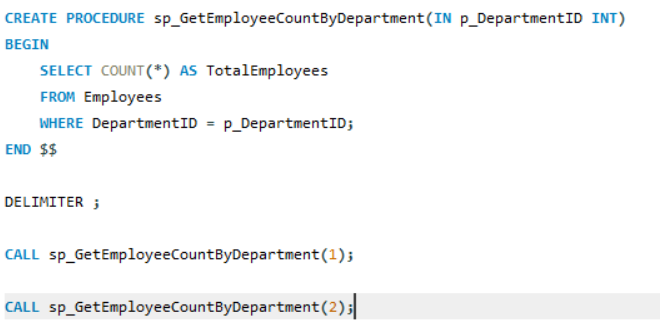 CREATE PROCEDURE sp_GetEmployeeCountByDepartment(IN p_DepartmentID INT)
BEGIN
    SELECT COUNT(*) AS TotalEmployees
    FROM Employees
    WHERE DepartmentID = p_DepartmentID;
END $$
DELIMITER ;
CALL sp_GetEmployeeCountByDepartment(1);
CALL sp_GetEmployeeCountByDepartment(2);